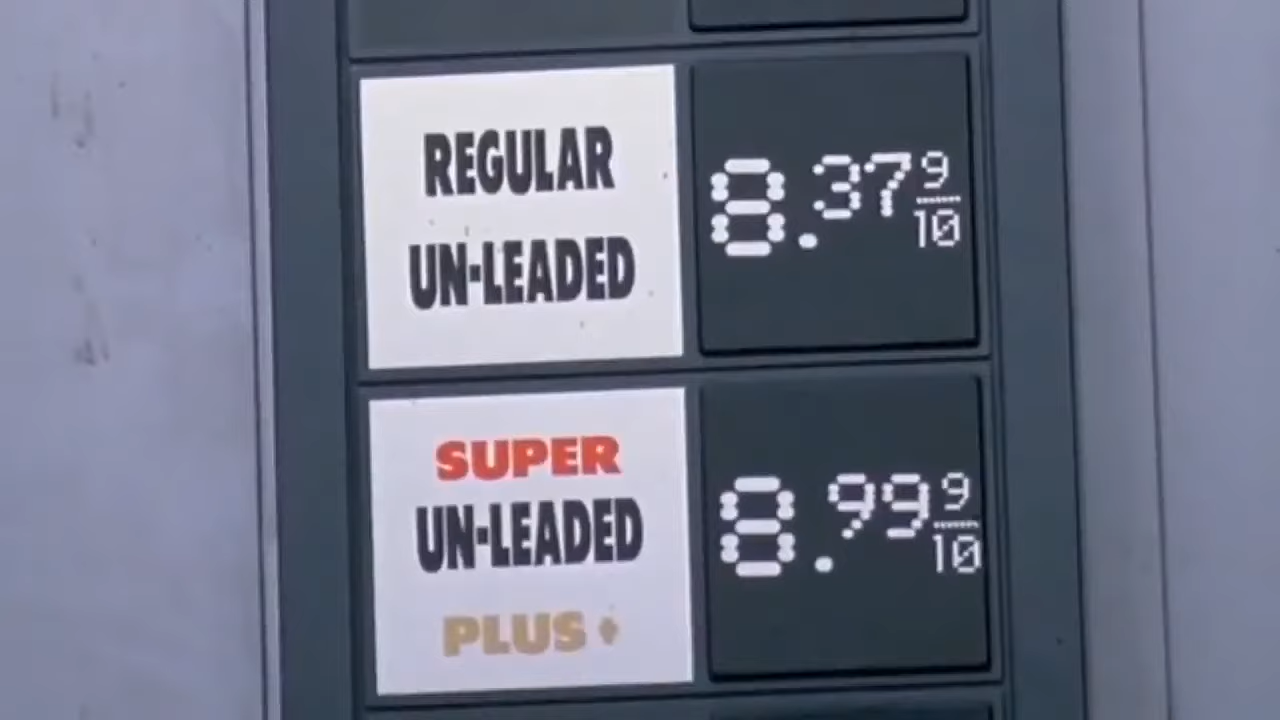 REGULAR
UN-LEADED
8.37 9/10
SUPER
UN-LEADED
PLUS +
8.99 9/10